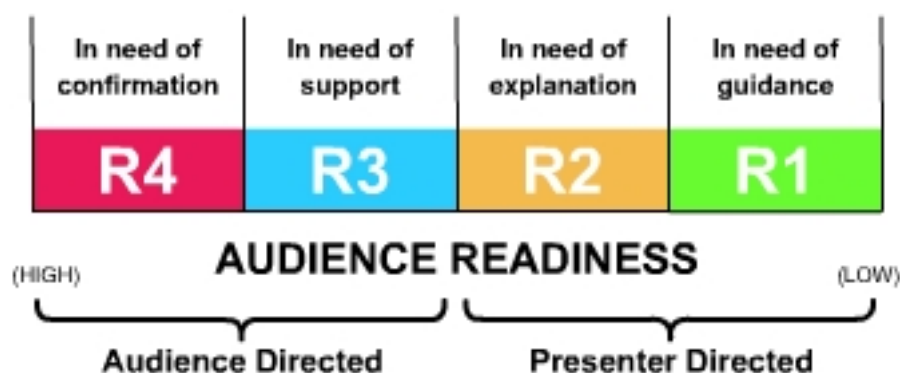 In need of
confirmation
In need of
support
In need of
explanation
In need of
guidance
R4
R3
R2
R1
AUDIENCE READINESS
(HIGH)
(LOW)
Audience Directed
Presenter Directed